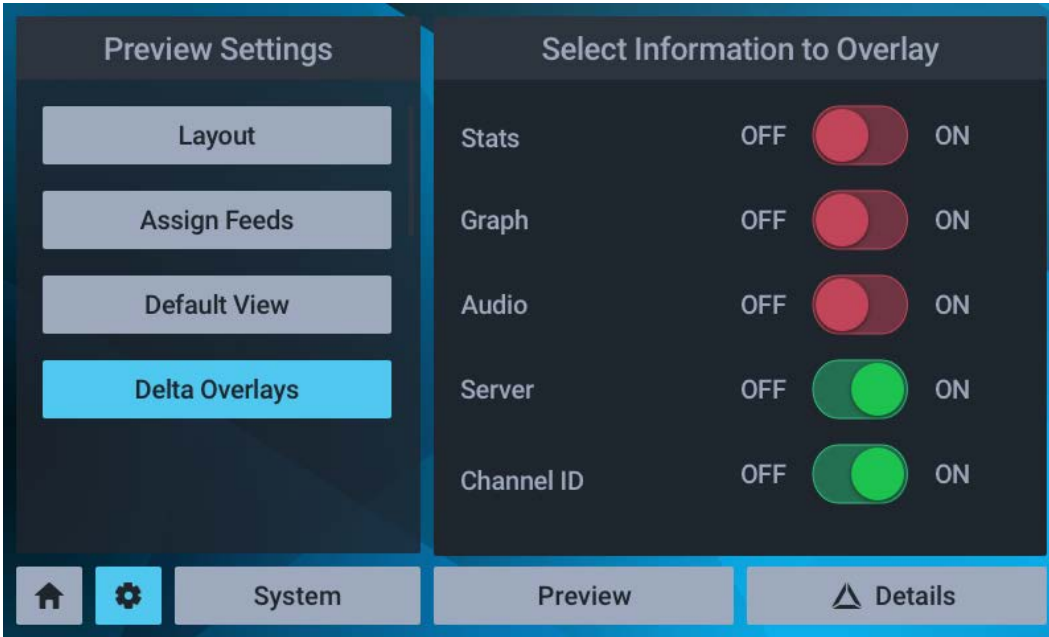 Preview Settings
Layout
Assign Feeds
Default View
Delta Overlays
Select Information to Overlay
Stats OFF ON
Graph OFF ON
Audio OFF ON
Server OFF ON
Channel ID OFF ON
System Preview Details